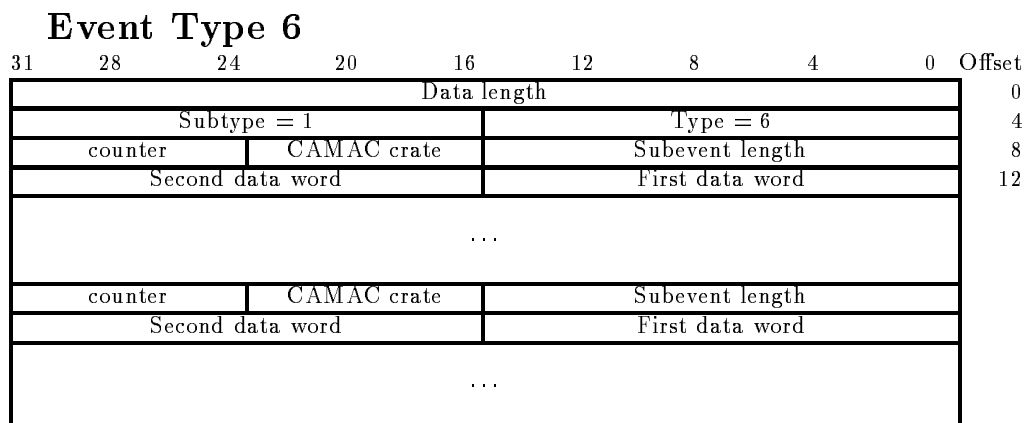 Event Type 6
31 28 24 20 16 12 8 4 0 Offset
Data length 0
Subtype = 1 Type = 6 4
counter CAMAC crate Subevent length 8
Second data word First data word 12
...
counter CAMAC crate Subevent length
Second data word First data word
...